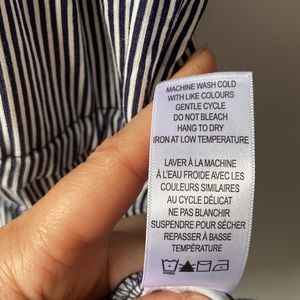 MACHINE WASH COLD
WITH LIKE COLOURS
GENTLE CYCLE
DO NOT BLEACH
HANG TO DRY
IRON AT LOW TEMPERATURE
LAVER À LA MACHINE
À L'EAU FROIDE AVEC LES
COULEURS SIMILAIRES
AU CYCLE DÉLICAT
NE PAS BLANCHIR
SUSPENDRE POUR SÉCHER
REPASSER À BASSE
TEMPÉRATURE